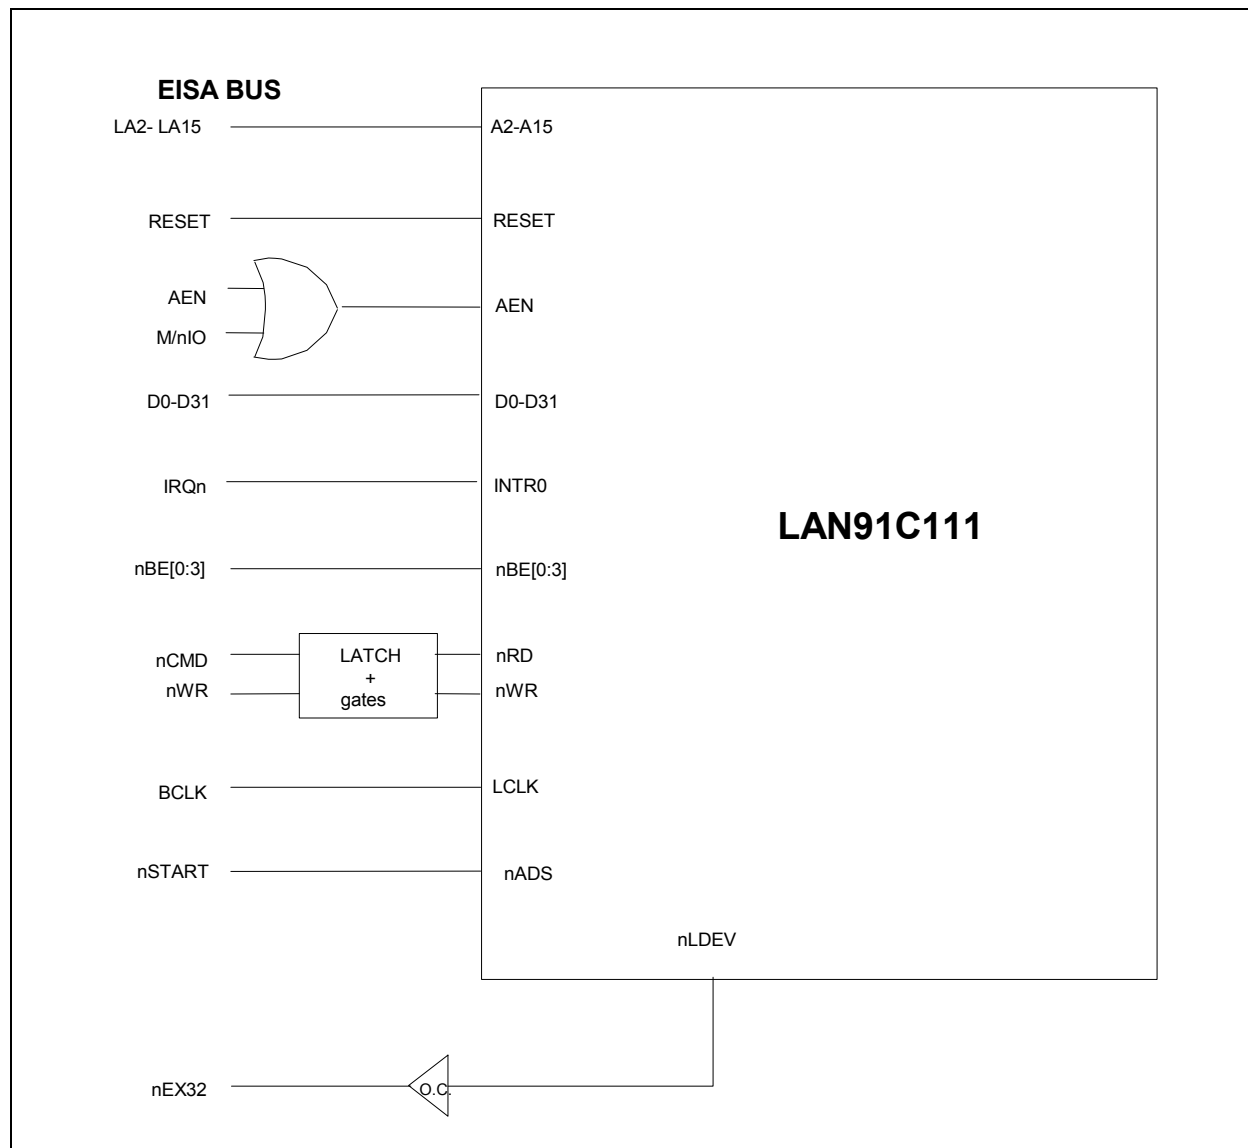 EISA BUS
LA2- LA15 A2-A15
RESET RESET
AEN AEN
M/nIO
D0-D31 D0-D31
IRQn INTR0
LAN91C111
nBE[0:3] nBE[0:3]
nCMD LATCH nRD
+
nWR gates nWR
BCLK LCLK
nSTART nADS
nLDEV
nEX32 O.C.